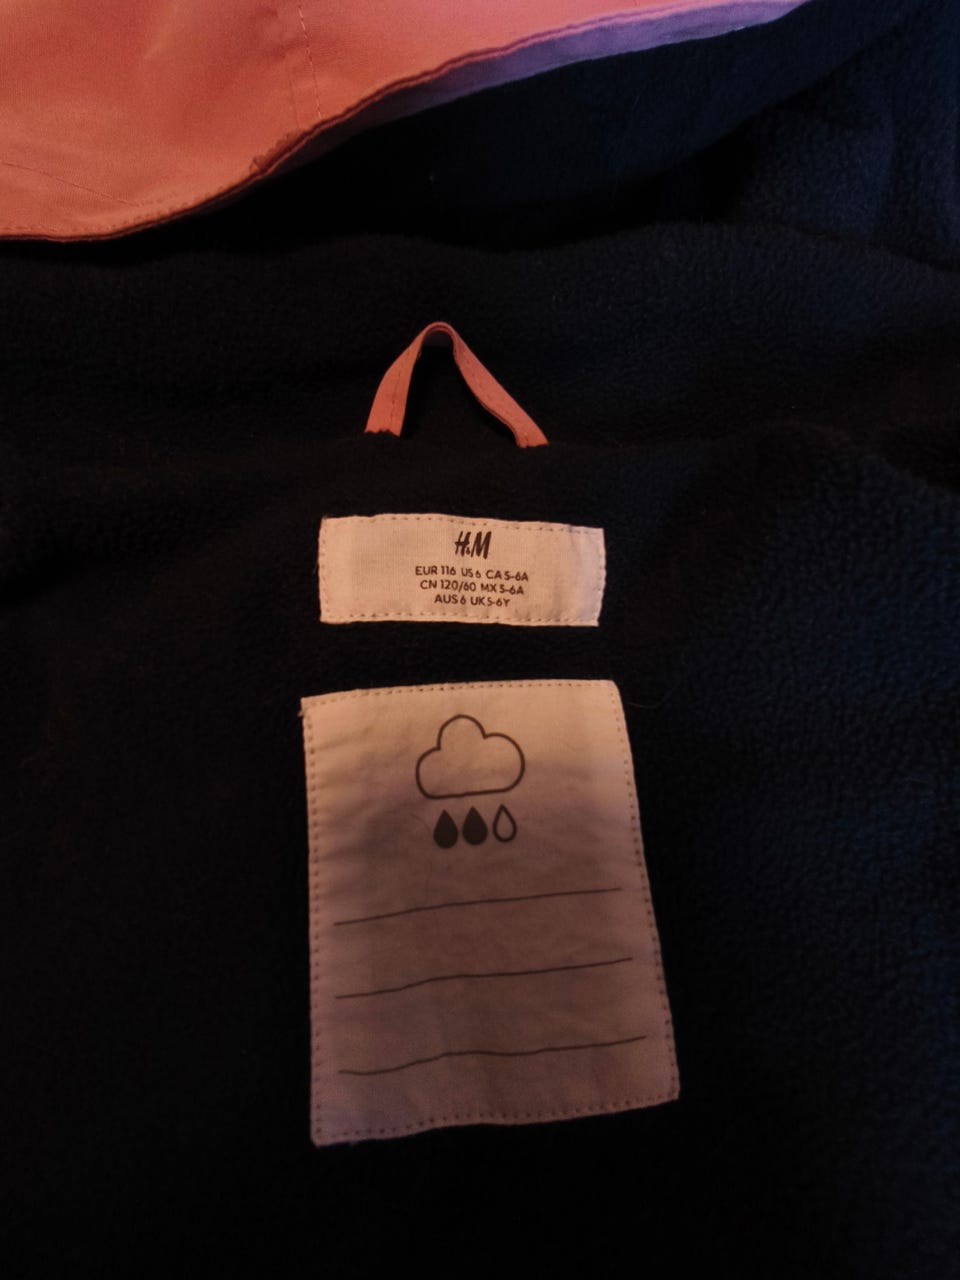 H&M
EUR 116 US 6 CA 5-6A
CN 120/60 MX 5-6A
AUS 6 UK 5-6Y